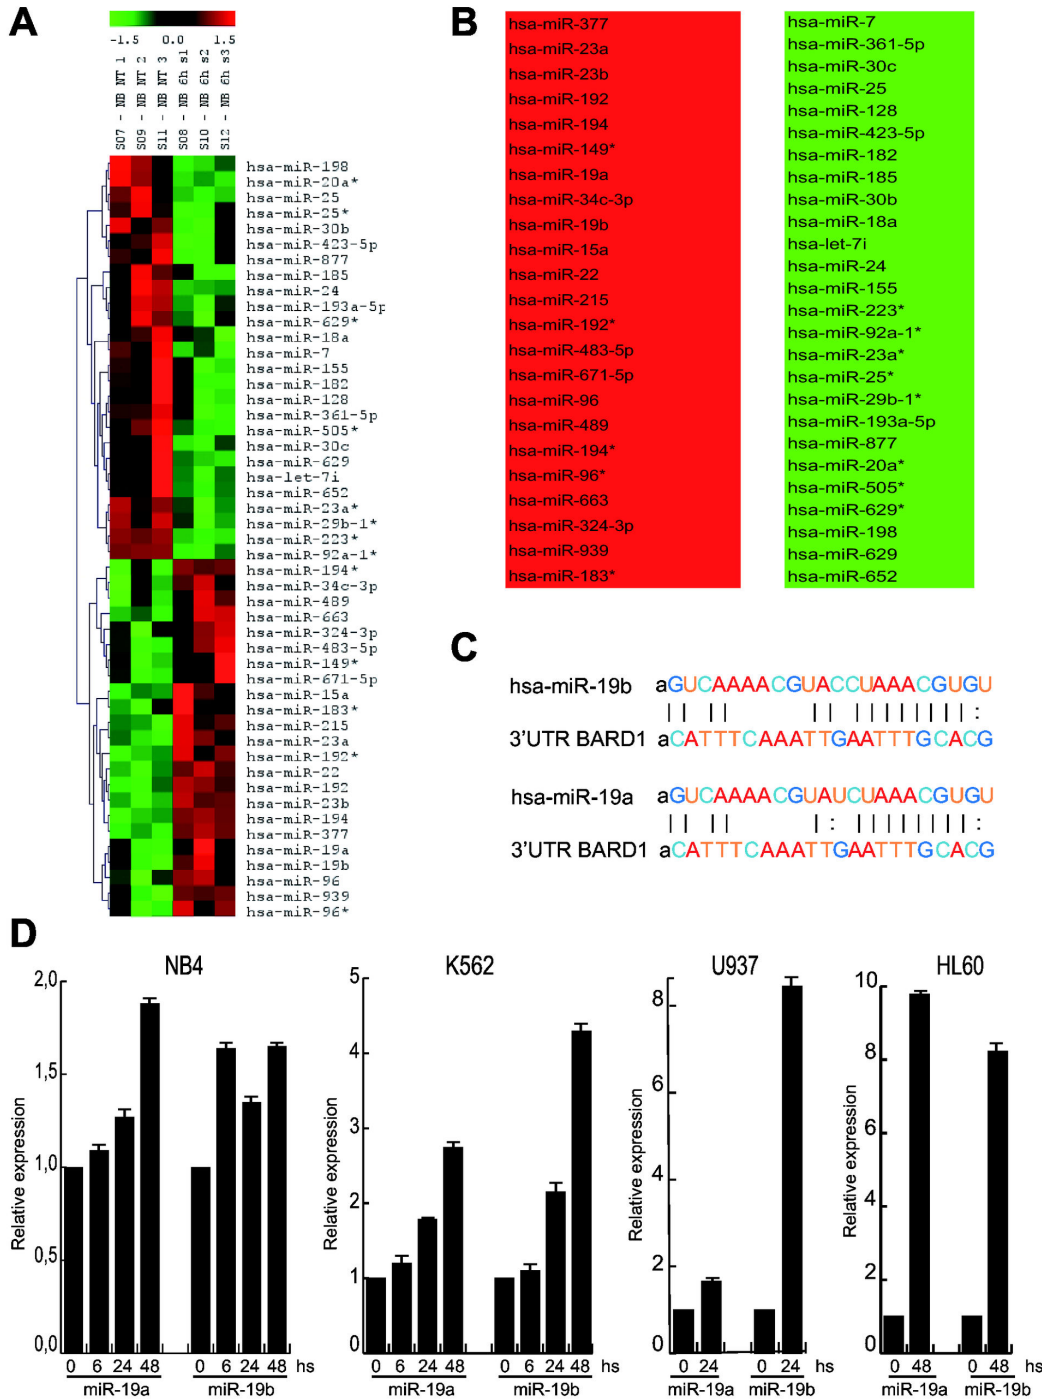 A
-1.5 0.0 1.5
S07 - NB NT 1
S09 - NB NT 2
S11 - NB NT 3
S08 - NB 6h s1
S10 - NB 6h s2
S12 - NB 6h s3
hsa-miR-198
hsa-miR-20a*
hsa-miR-25
hsa-miR-25*
hsa-miR-30b
hsa-miR-423-5p
hsa-miR-877
hsa-miR-185
hsa-miR-24
hsa-miR-193a-5p
hsa-miR-629*
hsa-miR-18a
hsa-miR-7
hsa-miR-155
hsa-miR-182
hsa-miR-128
hsa-miR-361-5p
hsa-miR-505*
hsa-miR-30c
hsa-miR-629
hsa-let-7i
hsa-miR-652
hsa-miR-23a*
hsa-miR-29b-1*
hsa-miR-223*
hsa-miR-92a-1*
hsa-miR-194*
hsa-miR-34c-3p
hsa-miR-489
hsa-miR-663
hsa-miR-324-3p
hsa-miR-483-5p
hsa-miR-149*
hsa-miR-671-5p
hsa-miR-15a
hsa-miR-183*
hsa-miR-215
hsa-miR-23a
hsa-miR-192*
hsa-miR-22
hsa-miR-192
hsa-miR-23b
hsa-miR-194
hsa-miR-377
hsa-miR-19a
hsa-miR-19b
hsa-miR-96
hsa-miR-939
hsa-miR-96*
B
hsa-miR-377
hsa-miR-23a
hsa-miR-23b
hsa-miR-192
hsa-miR-194
hsa-miR-149*
hsa-miR-19a
hsa-miR-34c-3p
hsa-miR-19b
hsa-miR-15a
hsa-miR-22
hsa-miR-215
hsa-miR-192*
hsa-miR-483-5p
hsa-miR-671-5p
hsa-miR-96
hsa-miR-489
hsa-miR-194*
hsa-miR-96*
hsa-miR-663
hsa-miR-324-3p
hsa-miR-939
hsa-miR-183*
hsa-miR-7
hsa-miR-361-5p
hsa-miR-30c
hsa-miR-25
hsa-miR-128
hsa-miR-423-5p
hsa-miR-182
hsa-miR-185
hsa-miR-30b
hsa-miR-18a
hsa-let-7i
hsa-miR-24
hsa-miR-155
hsa-miR-223*
hsa-miR-92a-1*
hsa-miR-23a*
hsa-miR-25*
hsa-miR-29b-1*
hsa-miR-193a-5p
hsa-miR-877
hsa-miR-20a*
hsa-miR-505*
hsa-miR-629*
hsa-miR-198
hsa-miR-629
hsa-miR-652
C
hsa-miR-19b aGUCAAAACGUACCUAAACGUGU
3'UTR BARD1 aCATTTCAAATTGAATTTGCACG
hsa-miR-19a aGUCAAAACGUAUCUAAACGUGU
3'UTR BARD1 aCATTTCAAATTGAATTTGCACG
D
NB4
Relative expression
2,0
1,5
1,0
0,5
0,0
0 6 24 48 0 6 24 48 hs
miR-19a miR-19b
K562
Relative expression
5
4
3
2
1
0
0 6 24 48 0 6 24 48 hs
miR-19a miR-19b
U937
Relative expression
8
6
4
2
0
0 24 0 24 hs
miR-19a miR-19b
HL60
Relative expression
10
8
6
4
2
0
0 48 0 48 hs
miR-19a miR-19b